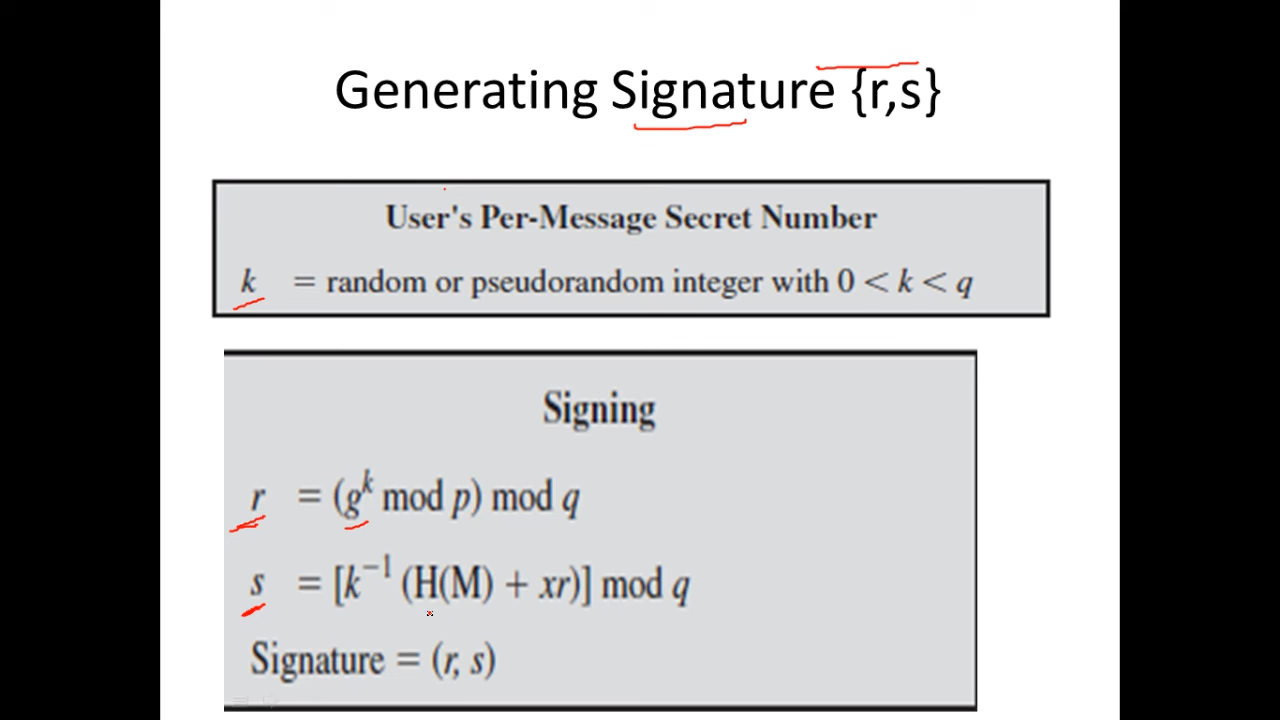 Generating Signature {r,s}
User's Per-Message Secret Number
k = random or pseudorandom integer with 0 < k < q
Signing
r = (g^k mod p) mod q
s = [k^−1 (H(M) + xr)] mod q
Signature = (r, s)